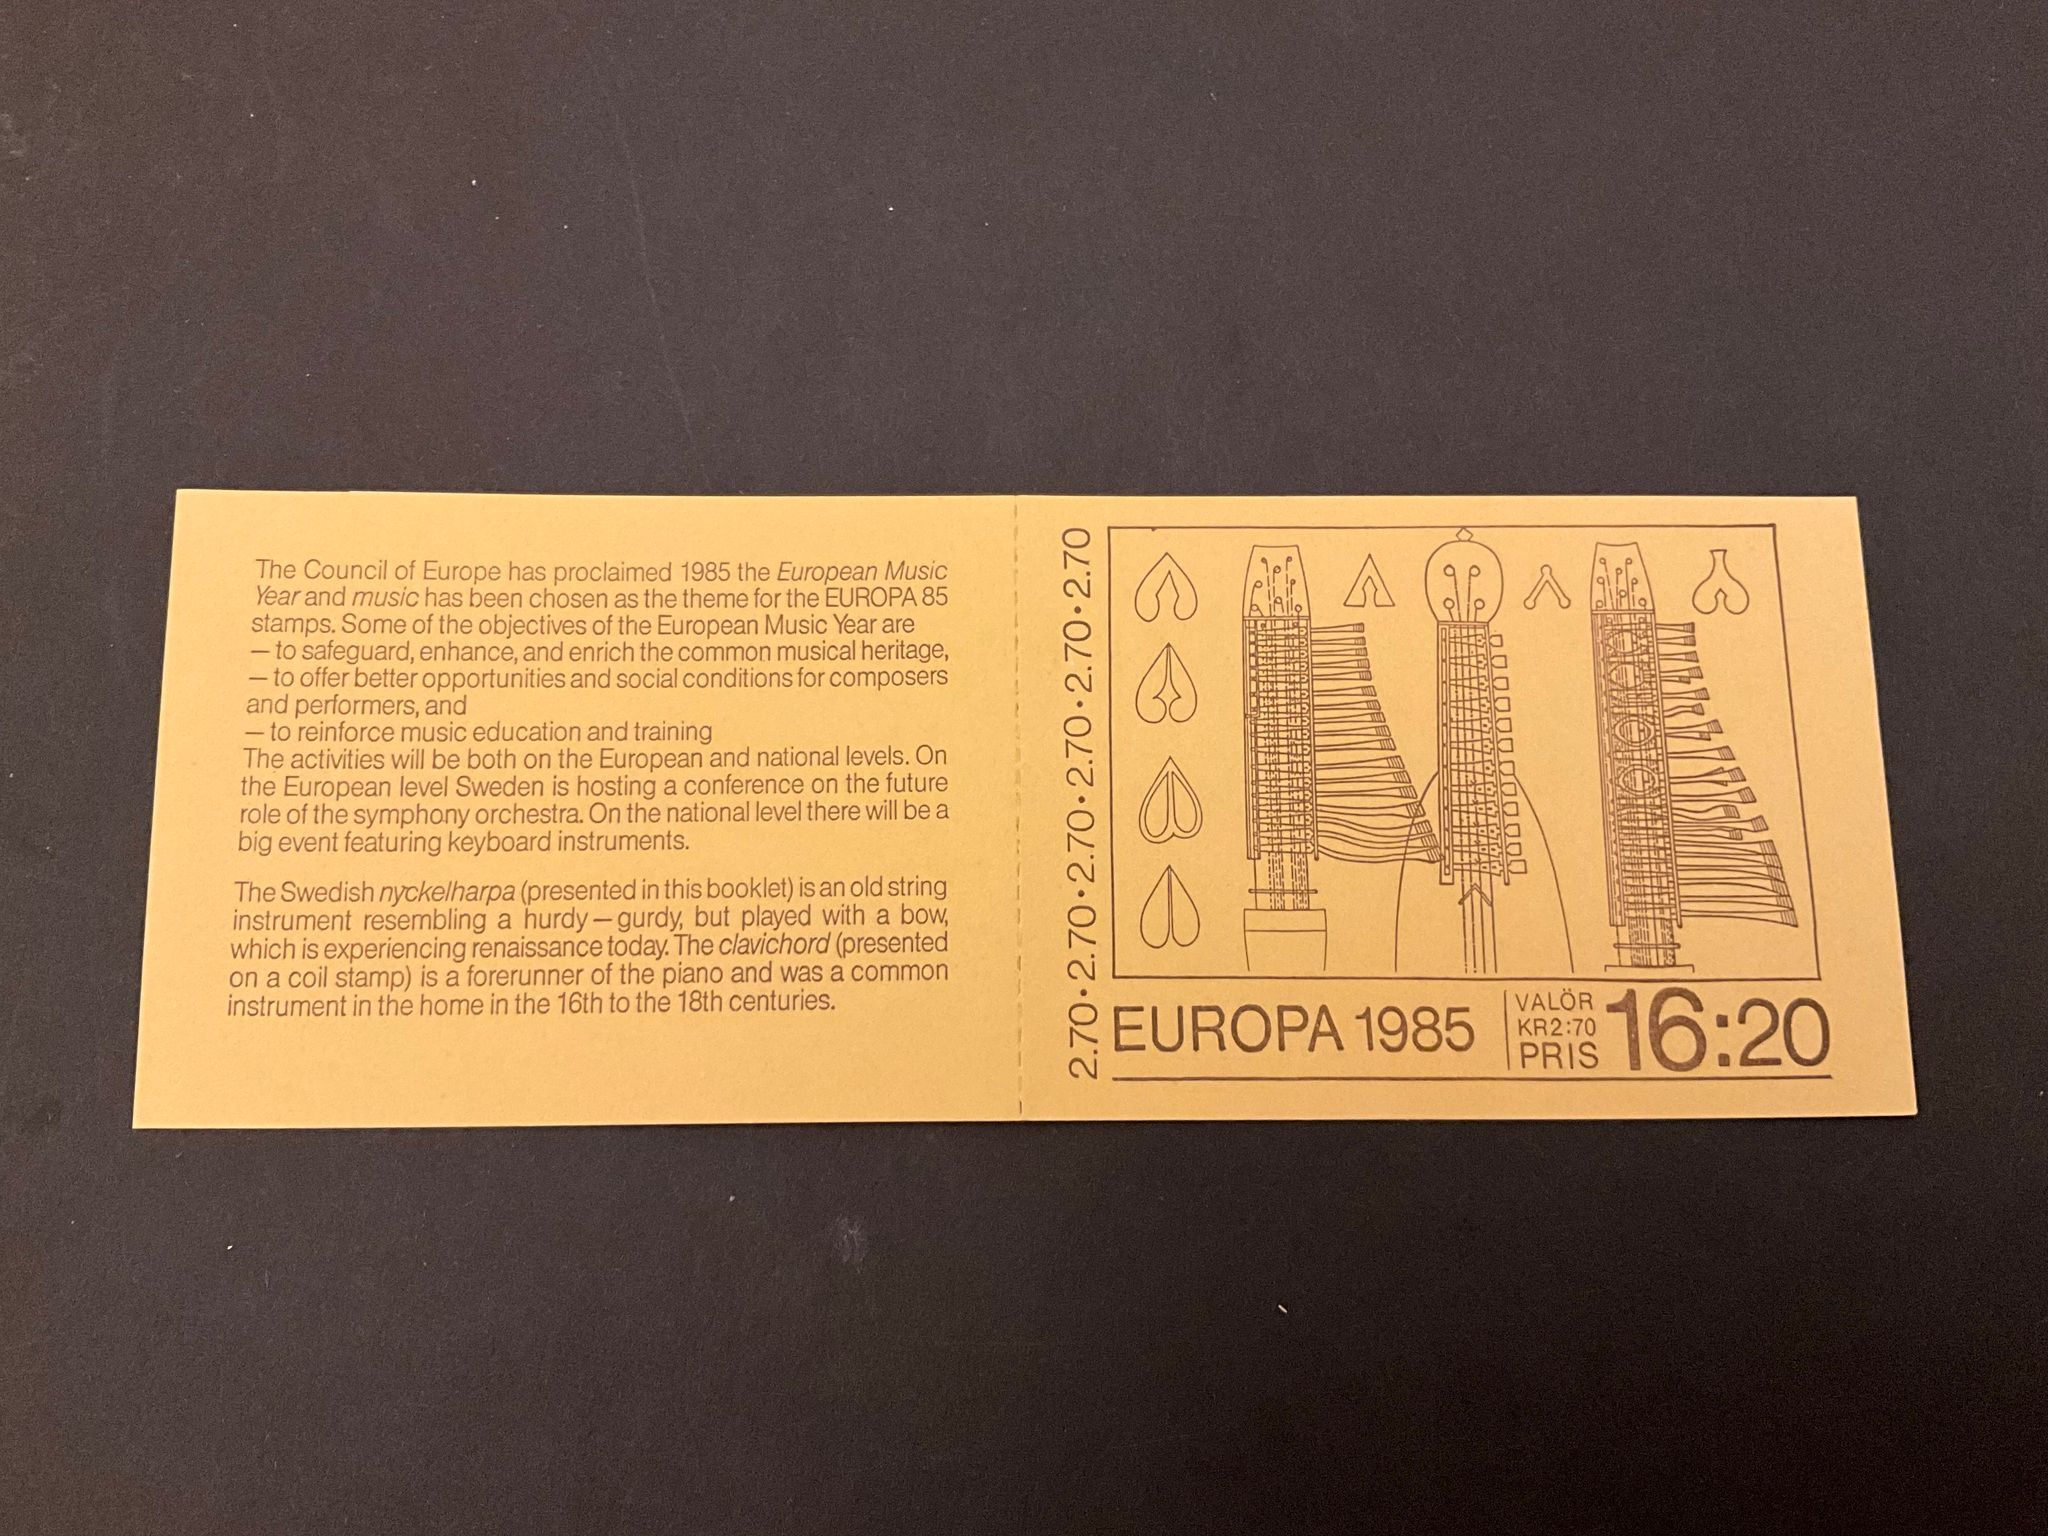 The Council of Europe has proclaimed 1985 the European Music
Year and music has been chosen as the theme for the EUROPA 85
stamps. Some of the objectives of the European Music Year are
— to safeguard, enhance, and enrich the common musical heritage,
— to offer better opportunities and social conditions for composers
and performers, and
— to reinforce music education and training
The activities will be both on the European and national levels. On
the European level Sweden is hosting a conference on the future
role of the symphony orchestra. On the national level there will be a
big event featuring keyboard instruments.
The Swedish nyckelharpa (presented in this booklet) is an old string
instrument resembling a hurdy—gurdy, but played with a bow,
which is experiencing renaissance today. The clavichord (presented
on a coil stamp) is a forerunner of the piano and was a common
instrument in the home in the 16th to the 18th centuries.
2.70•2.70•2.70•2.70•2.70•2.70
EUROPA 1985
VALÖR
KR2:70
PRIS
16:20